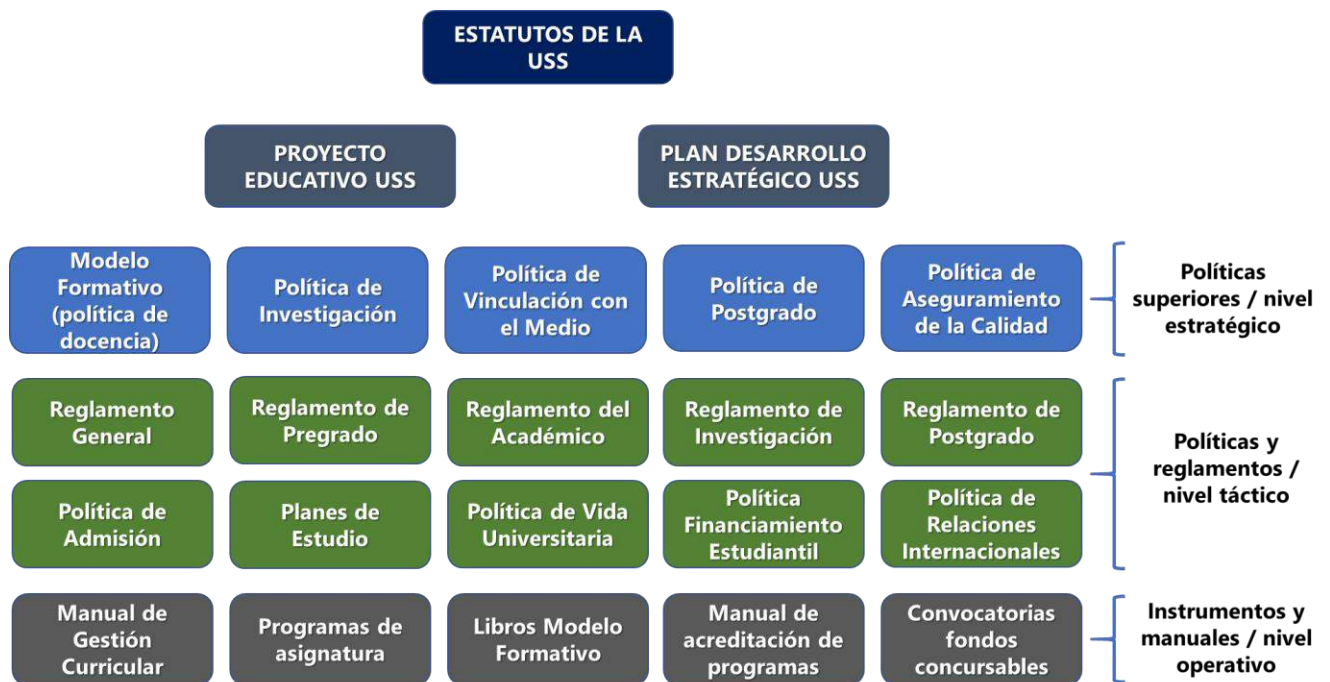 ESTATUTOS DE LA
USS
PROYECTO
EDUCATIVO USS
PLAN DESARROLLO
ESTRATÉGICO USS
Modelo
Formativo
(política de
docencia)
Política de
Investigación
Política de
Vinculación con
el Medio
Política de
Postgrado
Política de
Aseguramiento
de la Calidad
Políticas
superiores / nivel
estratégico
Reglamento
General
Reglamento de
Pregrado
Reglamento del
Académico
Reglamento de
Investigación
Reglamento de
Postgrado
Políticas y
reglamentos /
nivel táctico
Política de
Admisión
Planes de
Estudio
Política de Vida
Universitaria
Política
Financiamiento
Estudiantil
Política de
Relaciones
Internacionales
Manual de
Gestión
Curricular
Programas de
asignatura
Libros Modelo
Formativo
Manual de
acreditación de
programas
Convocatorias
fondos
concursables
Instrumentos y
manuales / nivel
operativo